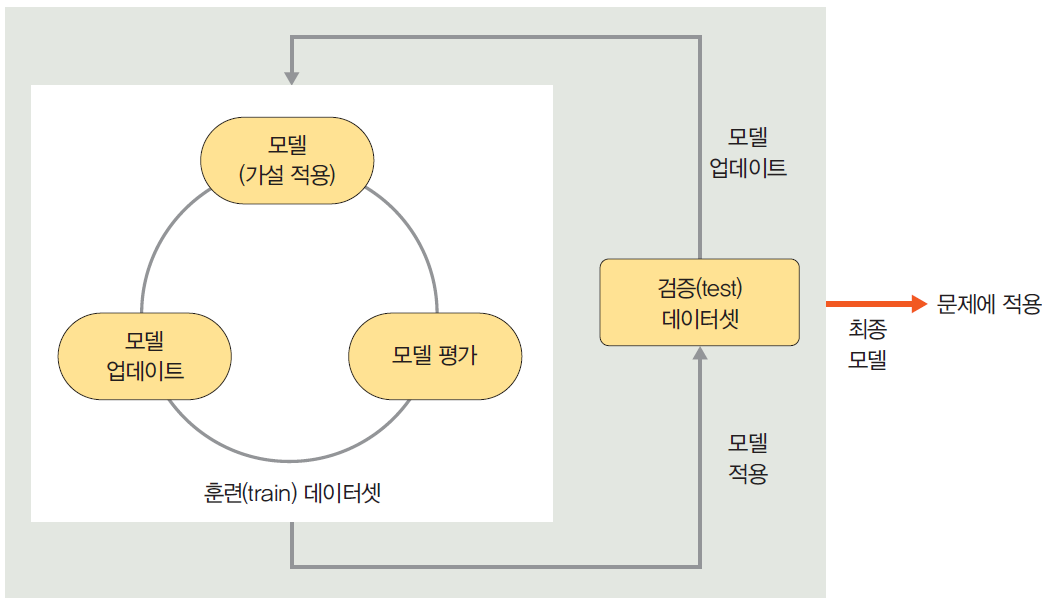 모델
(가설 적용)
모델
업데이트
모델 평가
훈련(train) 데이터셋
모델
업데이트
검증(test)
데이터셋
모델
적용
최종
모델
문제에 적용